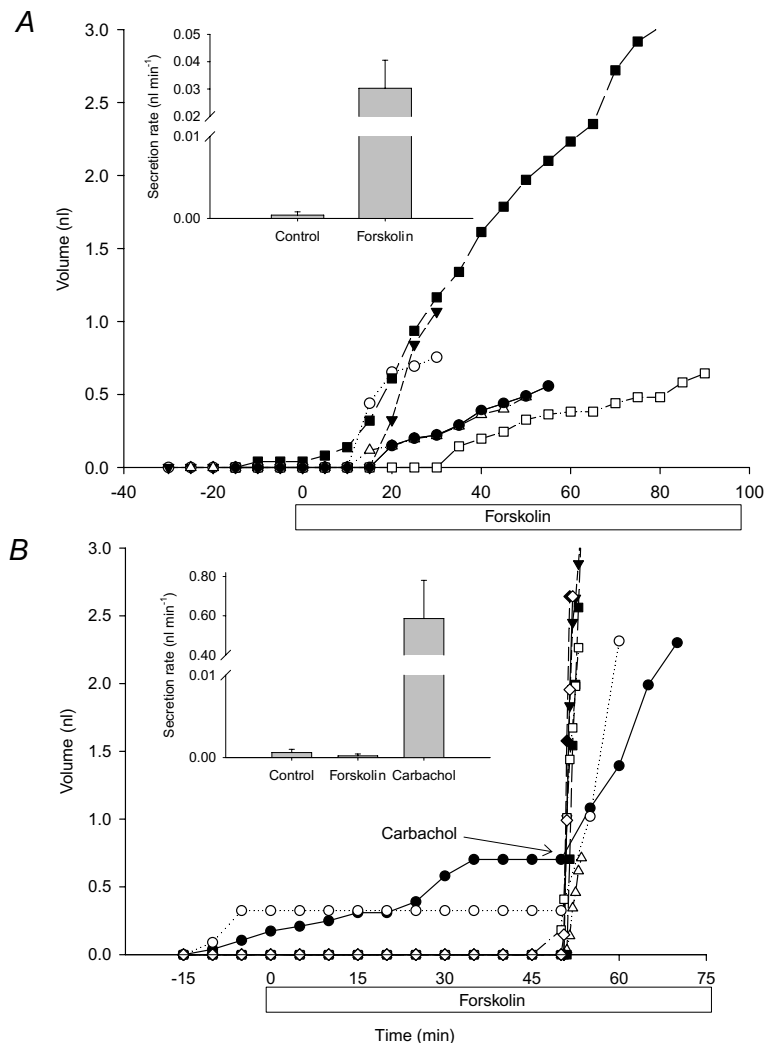 A
3.0
2.5
2.0
1.5
1.0
0.5
0.0
Volume (nl)
0.05
0.04
0.03
0.02
0.01
0.00
Secretion rate (nl min-1)
Control Forskolin
-40 -20 0 20 40 60 80 100
Forskolin
B
3.0
2.5
2.0
1.5
1.0
0.5
0.0
Volume (nl)
0.80
0.60
0.40
0.01
0.00
Secretion rate (nl min-1)
Control Forskolin Carbachol
Carbachol
-15 0 15 30 45 60 75
Forskolin
Time (min)